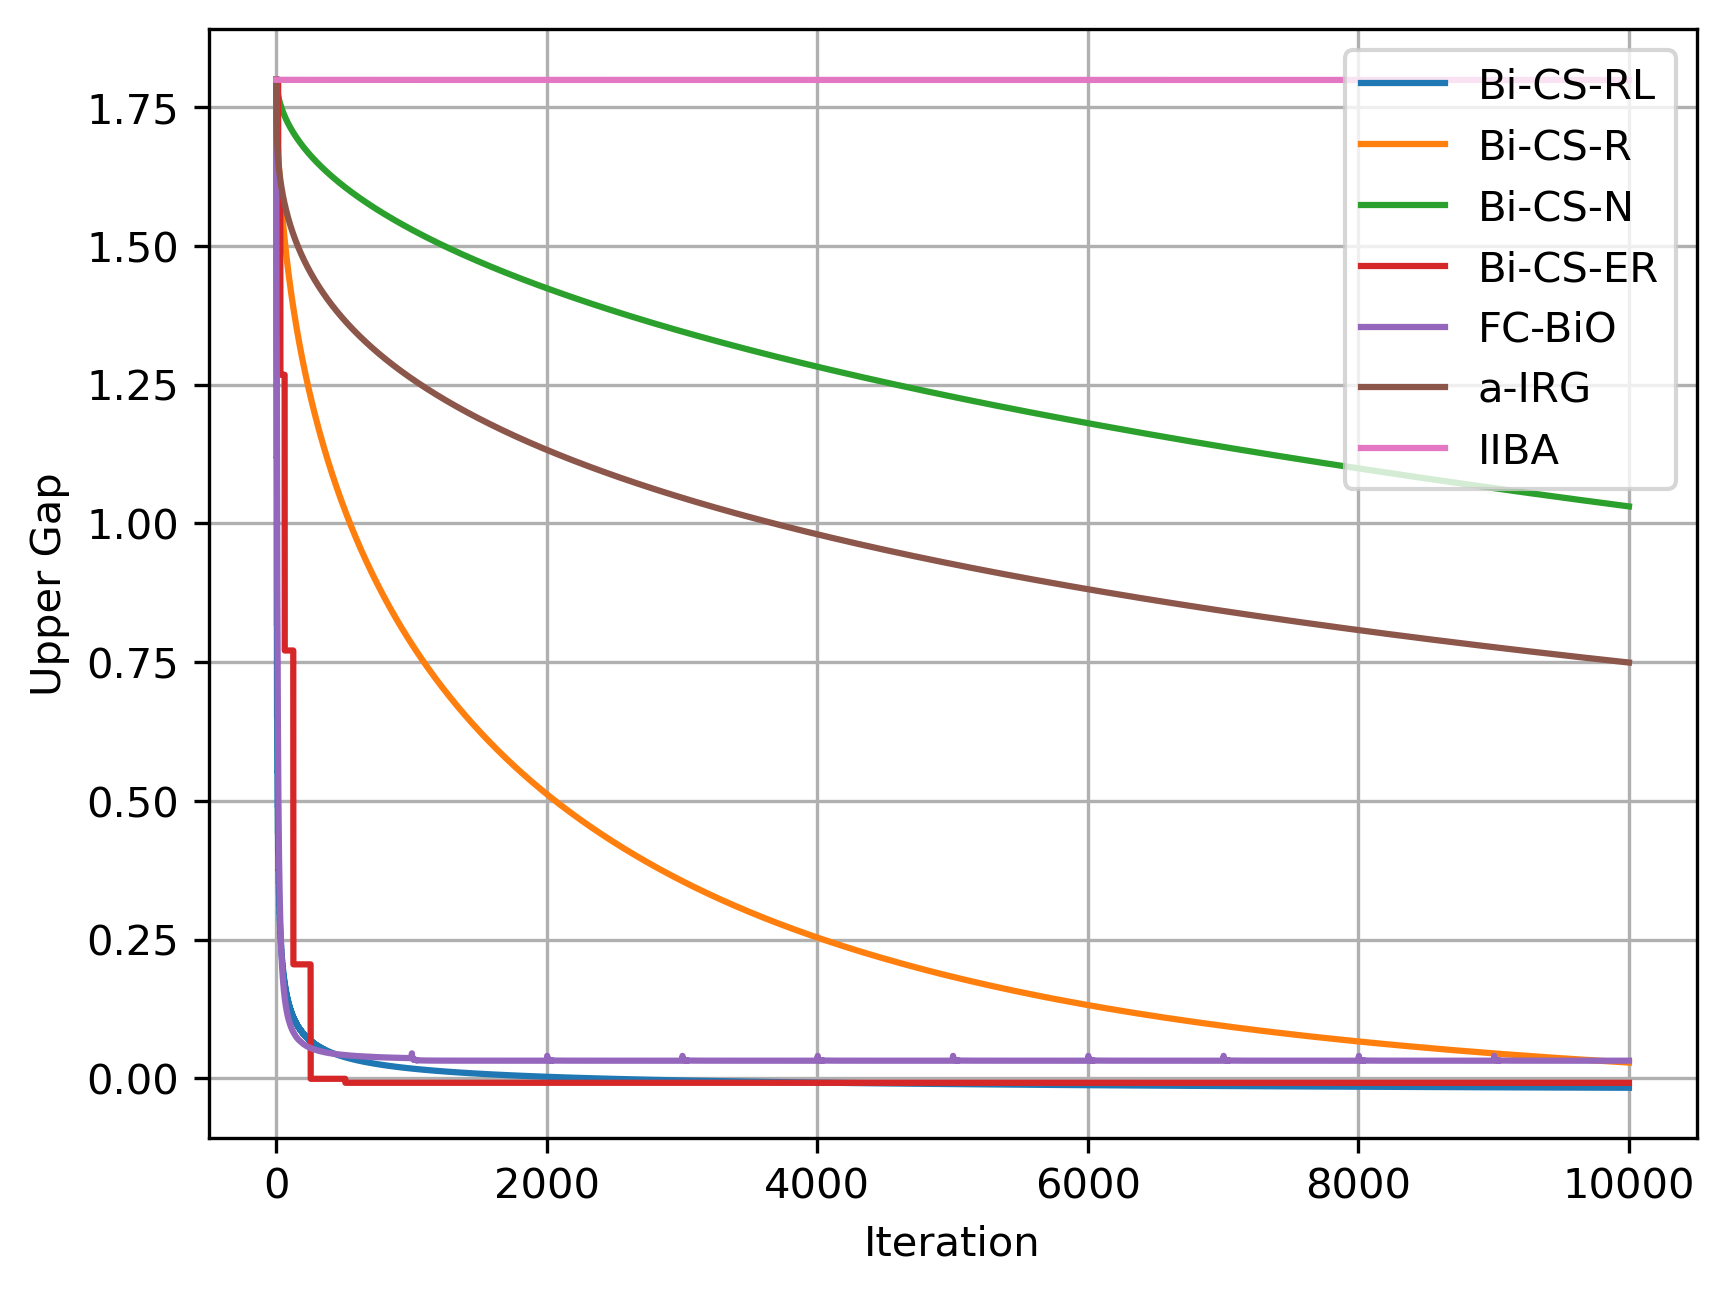 1.75
1.50
1.25
1.00
0.75
0.50
0.25
0.00
Upper Gap
0 2000 4000 6000 8000 10000
Iteration
Bi-CS-RL
Bi-CS-R
Bi-CS-N
Bi-CS-ER
FC-BiO
a-IRG
IIBA